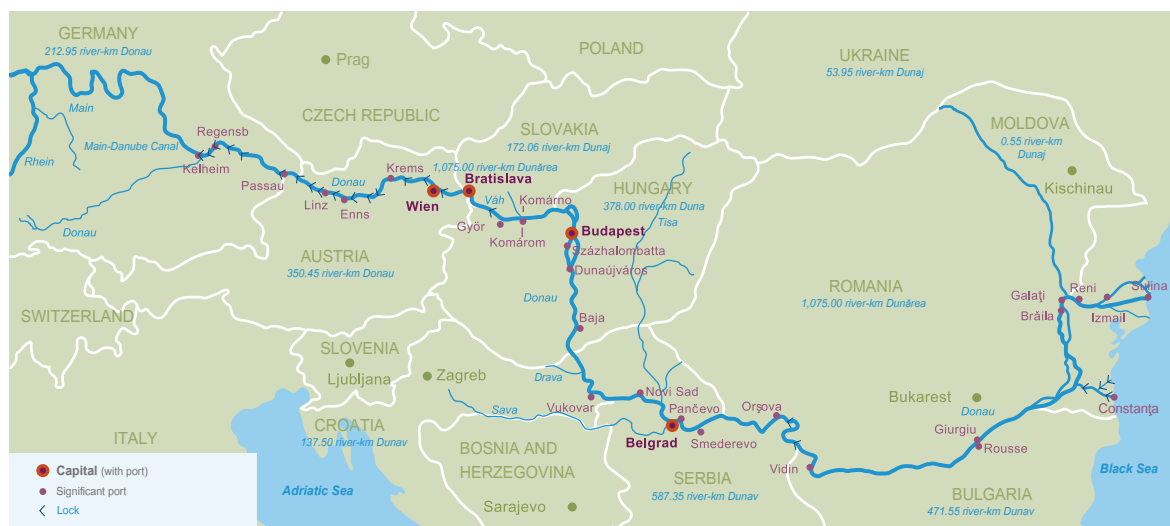 GERMANY
212.95 river-km Donau
Prag
POLAND
UKRAINE
53.95 river-km Dunaj
Main
CZECH REPUBLIC
SLOVAKIA
172.06 river-km Dunaj
MOLDOVA
0.55 river-km
Dunaj
Regensb
Main-Danube Canal
Rhein
Kelheim
1,075.00 river-km Dunărea
Kischinau
Passau
Donau
Krems
Bratislava
HUNGARY
378.00 river-km Duna
Tisa
Linz
Enns
Wien
Váh
Komárno
Györ
Komárom
Budapest
Donau
Százhalombatta
AUSTRIA
350.45 river-km Donau
Dunaújváros
ROMANIA
1,075.00 river-km Dunărea
Galaţi
Reni
Sulina
Brăila
Izmail
SWITZERLAND
Donau
Baja
SLOVENIA
Ljubljana
Zagreb
Drava
Novi Sad
Vukovar
Sava
Pančevo
Orşova
Bukarest
Donau
Constanţa
CROATIA
137.50 river-km Dunav
ITALY
Belgrad
Smederevo
Giurgiu
Rousse
BOSNIA AND
HERZEGOVINA
Vidin
SERBIA
587.35 river-km Dunav
Black Sea
BULGARIA
471.55 river-km Dunav
Adriatic Sea
Sarajevo
Capital (with port)
Significant port
Lock